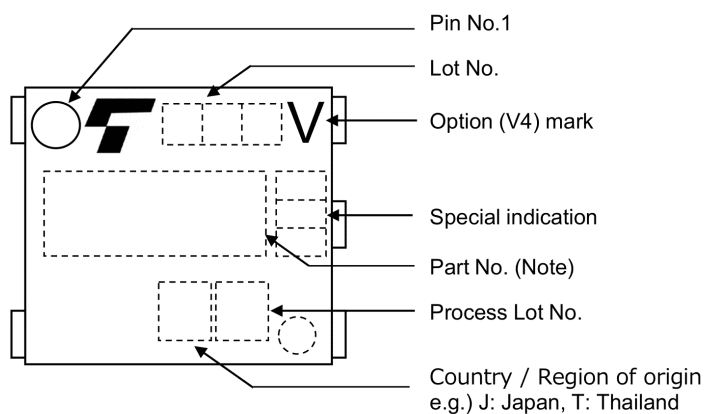 Pin No.1
Lot No.
V
Option (V4) mark
Special indication
Part No. (Note)
Process Lot No.
Country / Region of origin
e.g.) J: Japan, T: Thailand